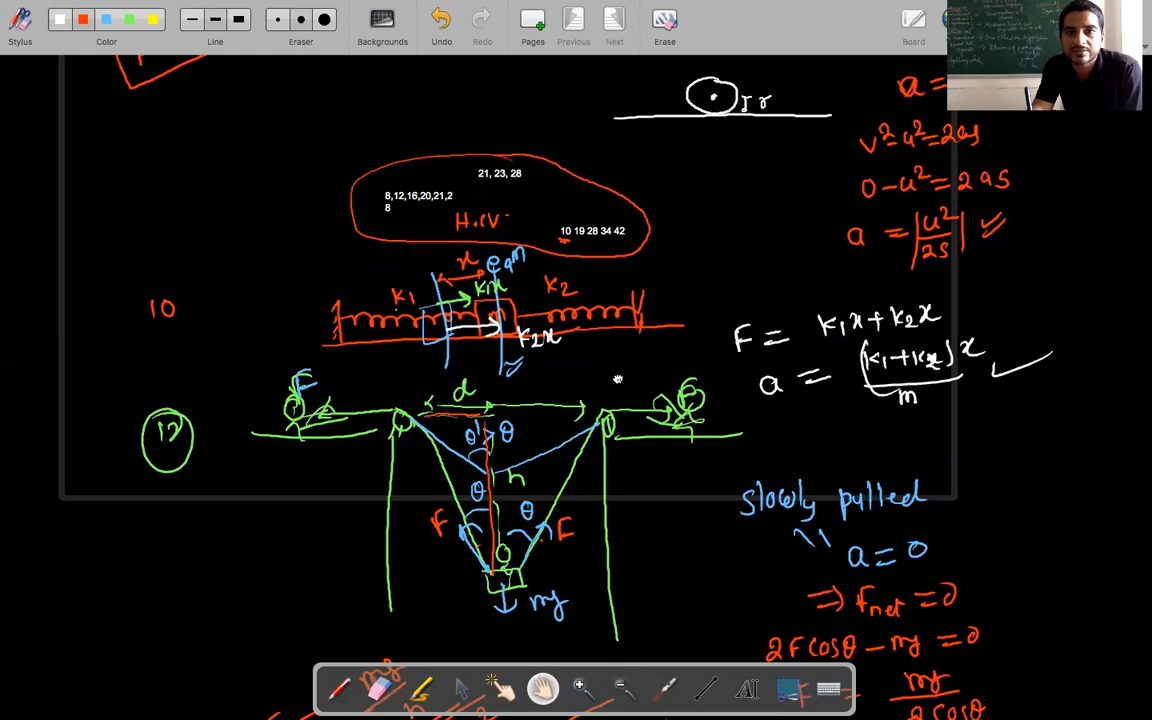 Stylus
Color
Line
Eraser
Backgrounds
Undo
Redo
Pages
Previous
Next
Erase
Board
I r
a =
v²-u²=2as
0-u²=2as
a = |u²/2s|
21, 23, 28
8,12,16,20,21,2
8
H.W
10 19 28 34 42
x
m
k1
k1x
k2
k2x
10
F = k1x+k2x
a = (k1+k2)x/m
F
d
F
12
θ'
θ
h
θ
θ
F
F
mg
slowly pulled
a=0
⇒ Fnet =0
2Fcosθ-mg=0
F = mg/2cosθ
mg